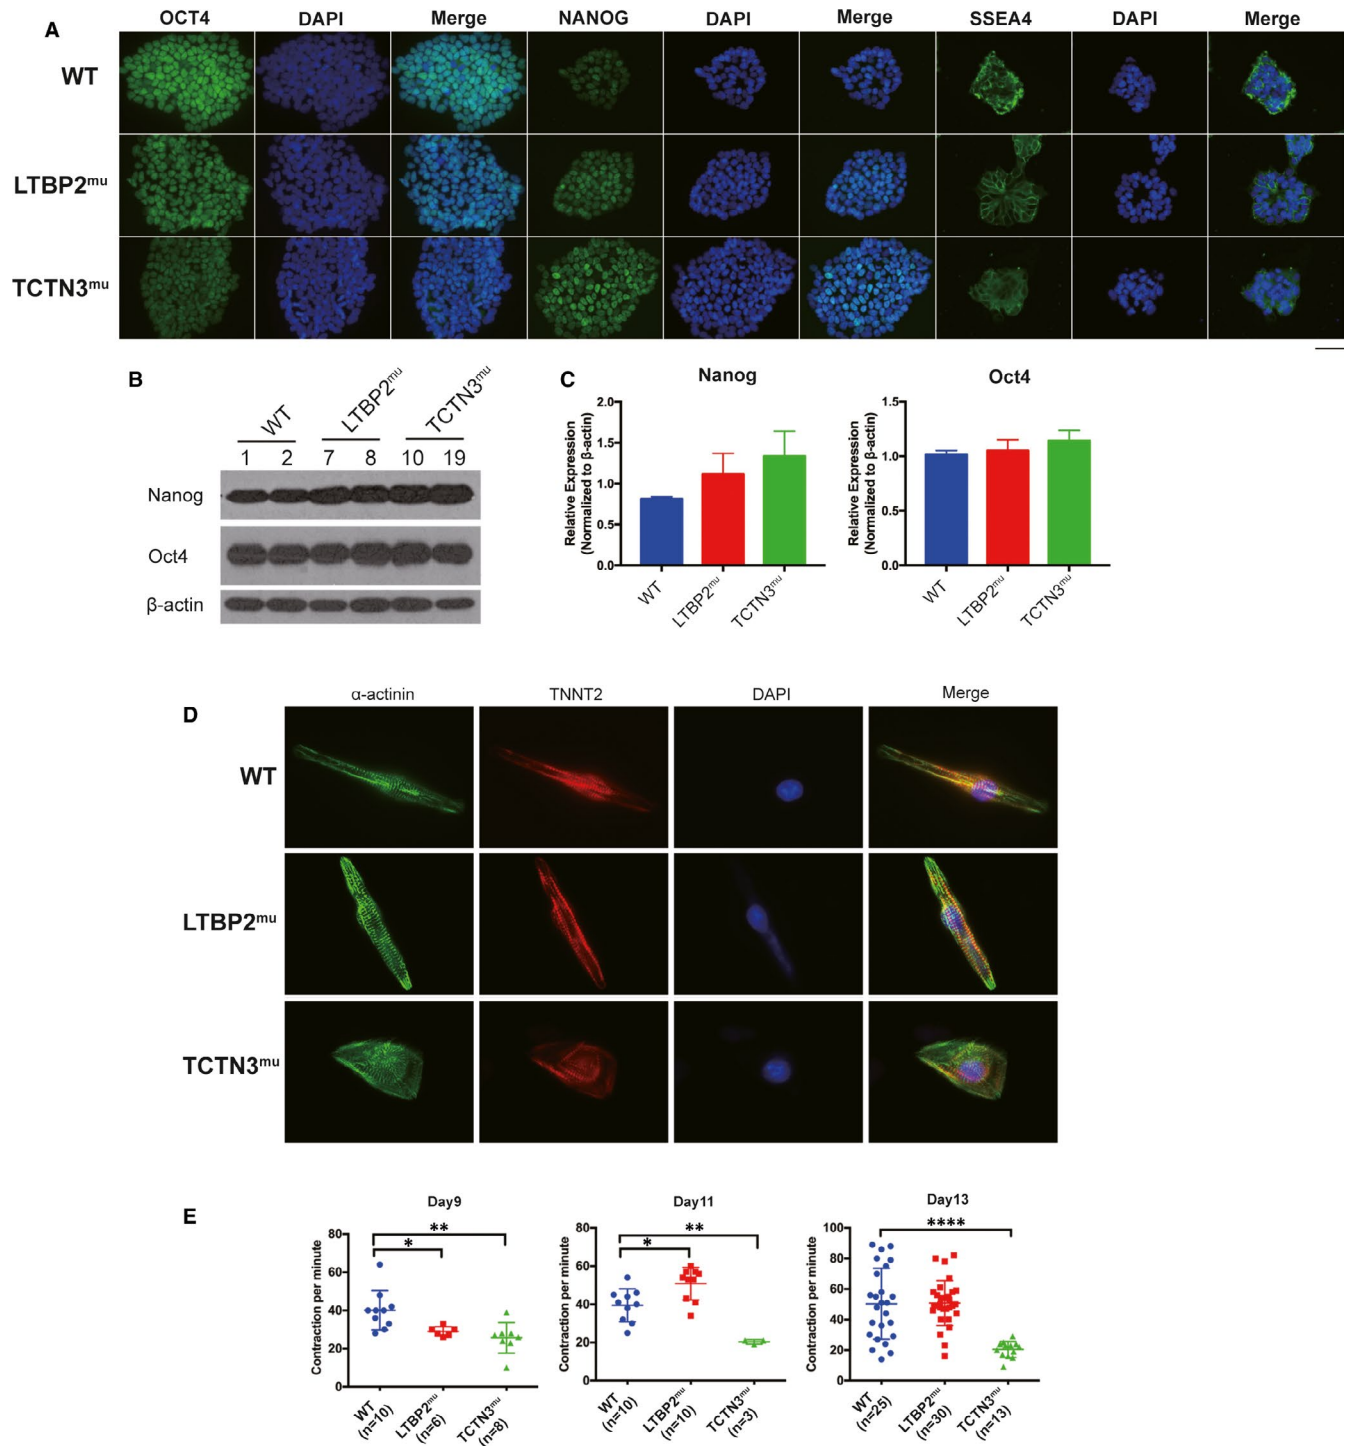 A
OCT4 DAPI Merge NANOG DAPI Merge SSEA4 DAPI Merge
WT
LTBP2mu
TCTN3mu
B
WT LTBP2mu TCTN3mu
1 2 7 8 10 19
Nanog
Oct4
β-actin
C
Nanog
Relative Expression
(Normalized to β-actin)
2.0
1.5
1.0
0.5
0.0
WT LTBP2mu TCTN3mu
Oct4
Relative Expression
(Normalized to β-actin)
1.5
1.0
0.5
0.0
WT LTBP2mu TCTN3mu
D
α-actinin TNNT2 DAPI Merge
WT
LTBP2mu
TCTN3mu
E
Day9
Contraction per minute
80
60
40
20
0
**
*
WT LTBP2mu TCTN3mu
(n=10) (n=6) (n=8)
Day11
Contraction per minute
80
60
40
20
0
**
*
WT LTBP2mu TCTN3mu
(n=10) (n=10) (n=3)
Day13
Contraction per minute
100
80
60
40
20
0
****
WT LTBP2mu TCTN3mu
(n=25) (n=30) (n=13)